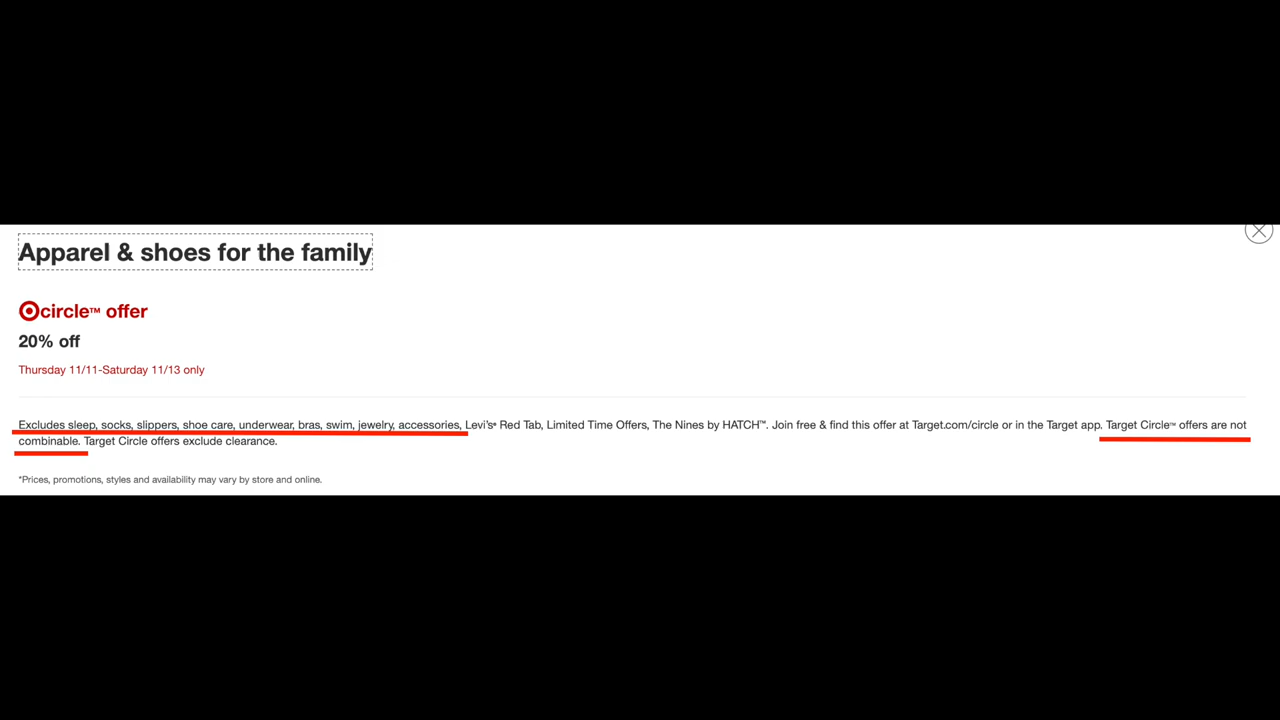 Apparel & shoes for the family
circle™ offer
20% off
Thursday 11/11-Saturday 11/13 only
Excludes sleep, socks, slippers, shoe care, underwear, bras, swim, jewelry, accessories, Levi's® Red Tab, Limited Time Offers, The Nines by HATCH™. Join free & find this offer at Target.com/circle or in the Target app. Target Circle™ offers are not
combinable. Target Circle offers exclude clearance.
*Prices, promotions, styles and availability may vary by store and online.